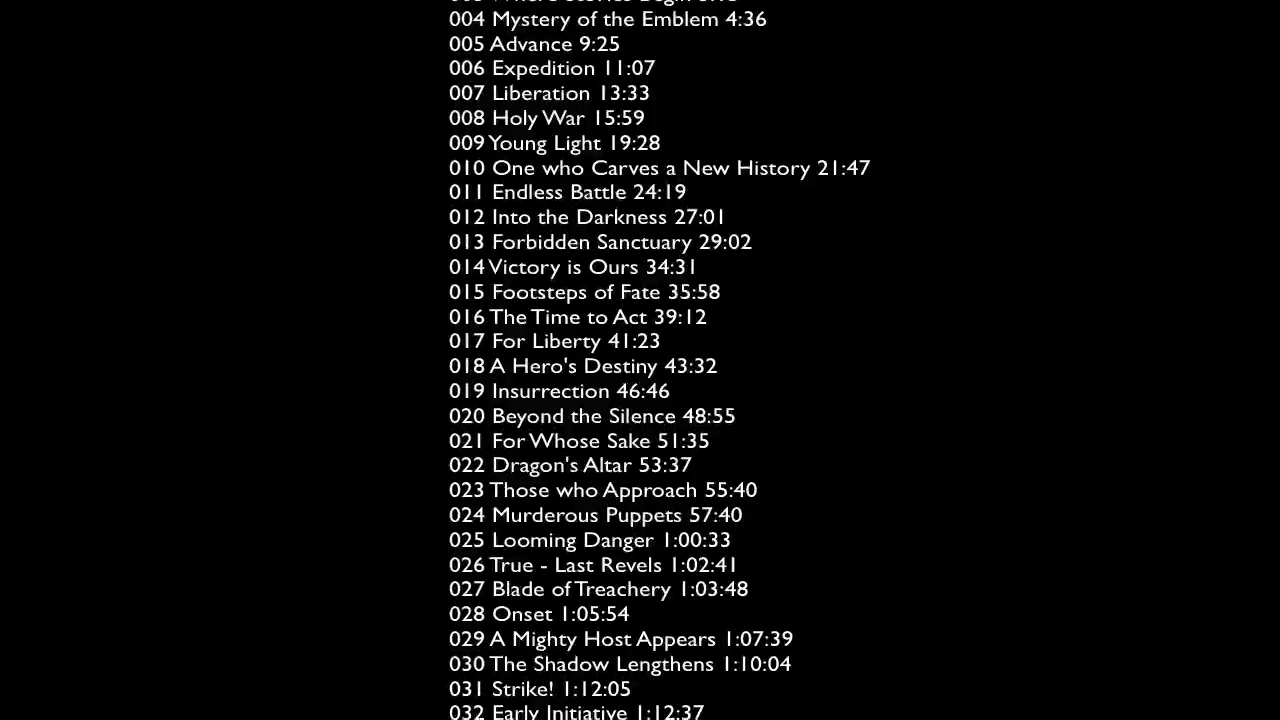 004 Mystery of the Emblem 4:36
005 Advance 9:25
006 Expedition 11:07
007 Liberation 13:33
008 Holy War 15:59
009 Young Light 19:28
010 One who Carves a New History 21:47
011 Endless Battle 24:19
012 Into the Darkness 27:01
013 Forbidden Sanctuary 29:02
014 Victory is Ours 34:31
015 Footsteps of Fate 35:58
016 The Time to Act 39:12
017 For Liberty 41:23
018 A Hero's Destiny 43:32
019 Insurrection 46:46
020 Beyond the Silence 48:55
021 For Whose Sake 51:35
022 Dragon's Altar 53:37
023 Those who Approach 55:40
024 Murderous Puppets 57:40
025 Looming Danger 1:00:33
026 True - Last Revels 1:02:41
027 Blade of Treachery 1:03:48
028 Onset 1:05:54
029 A Mighty Host Appears 1:07:39
030 The Shadow Lengthens 1:10:04
031 Strike! 1:12:05
032 Early Initiative 1:12:37